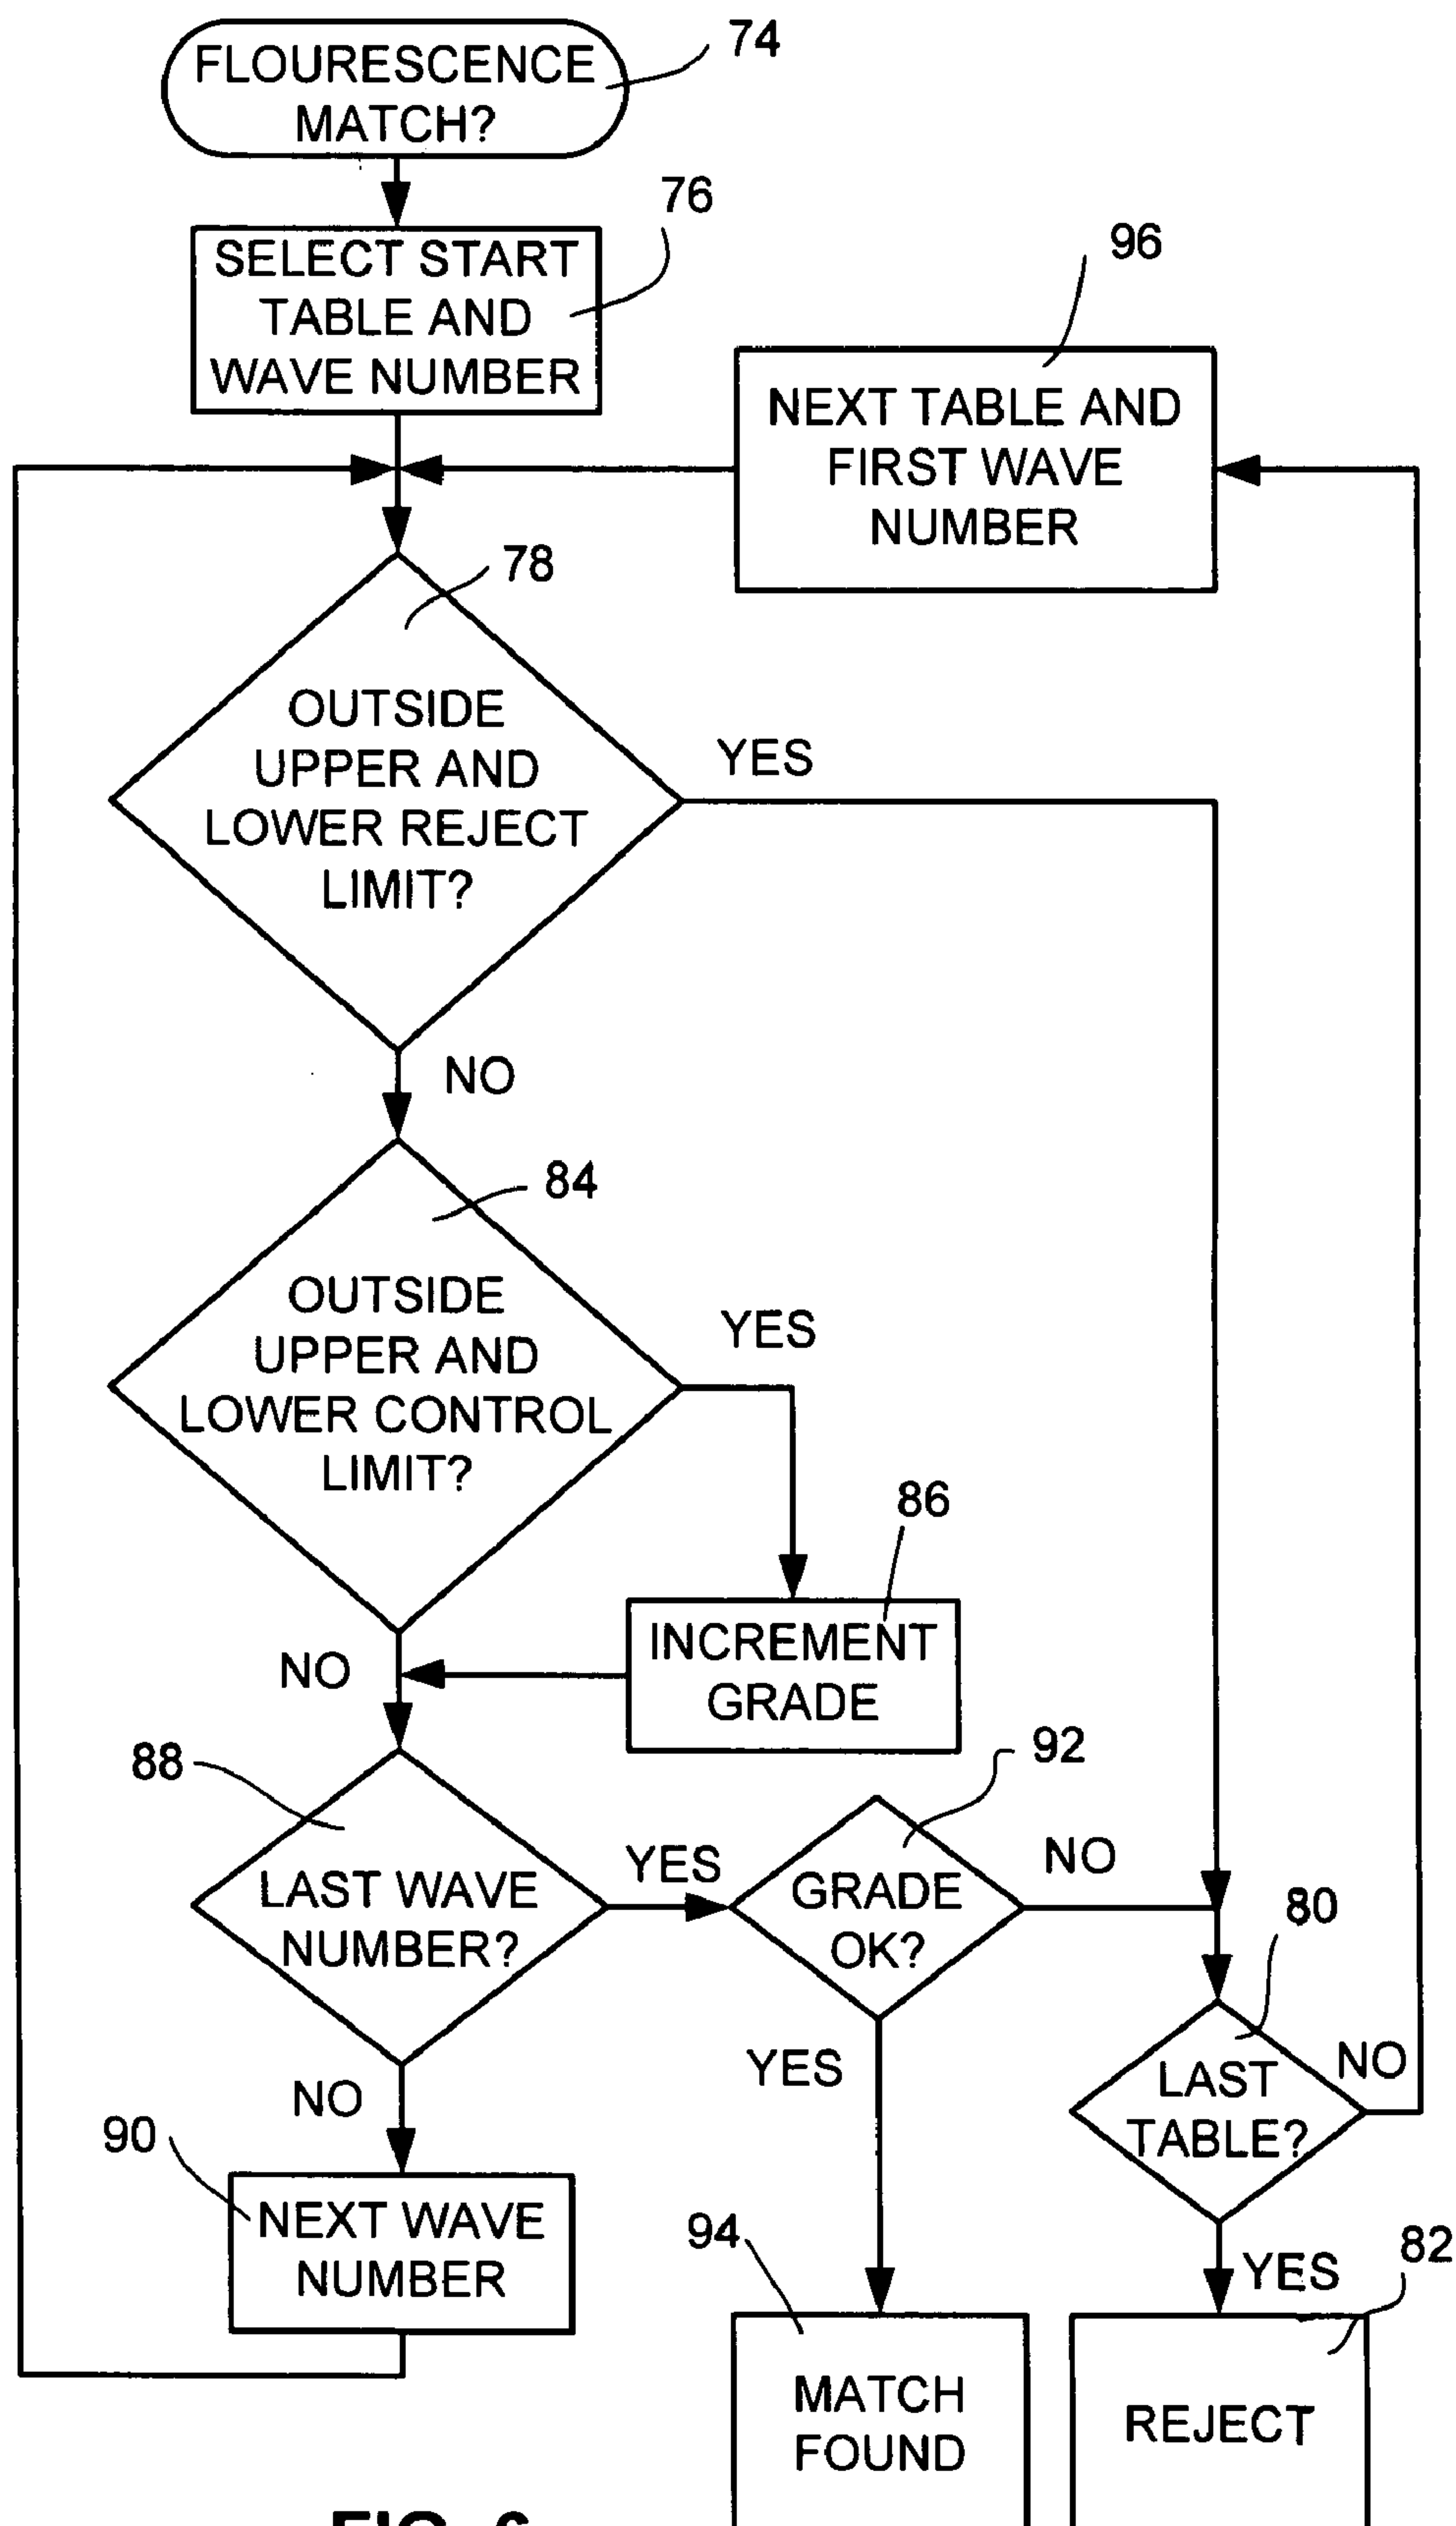 FLOURESCENCE
MATCH?
74
SELECT START
TABLE AND
WAVE NUMBER
76
NEXT TABLE AND
FIRST WAVE
NUMBER
96
OUTSIDE
UPPER AND
LOWER REJECT
LIMIT?
78
YES
NO
OUTSIDE
UPPER AND
LOWER CONTROL
LIMIT?
84
YES
NO
INCREMENT
GRADE
86
LAST WAVE
NUMBER?
88
YES
NO
GRADE
OK?
92
NO
YES
LAST
TABLE?
80
NO
YES
NEXT WAVE
NUMBER
90
MATCH
FOUND
94
REJECT
82
FIG. 6